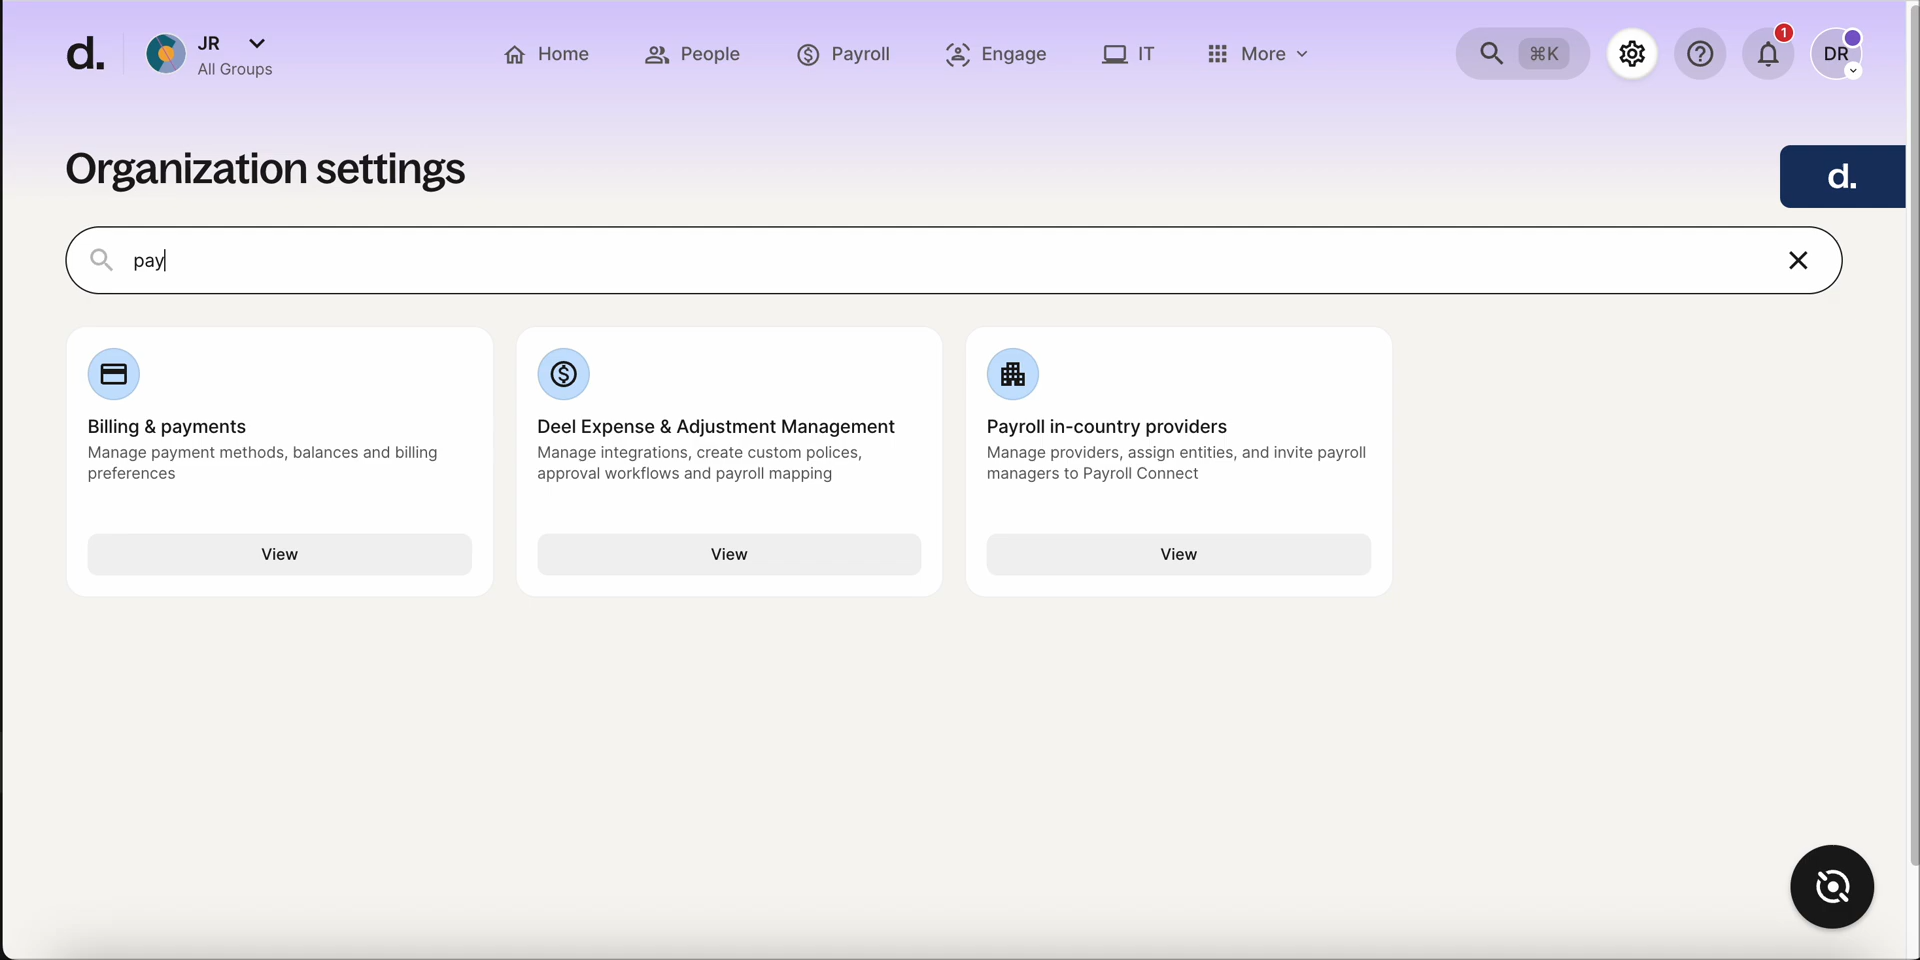 d.
JR
All Groups
Home
People
Payroll
Engage
IT
More
⌘K
1
DR
Organization settings
d.
pay
Billing & payments
Manage payment methods, balances and billing
preferences
View
Deel Expense & Adjustment Management
Manage integrations, create custom polices,
approval workflows and payroll mapping
View
Payroll in-country providers
Manage providers, assign entities, and invite payroll
managers to Payroll Connect
View